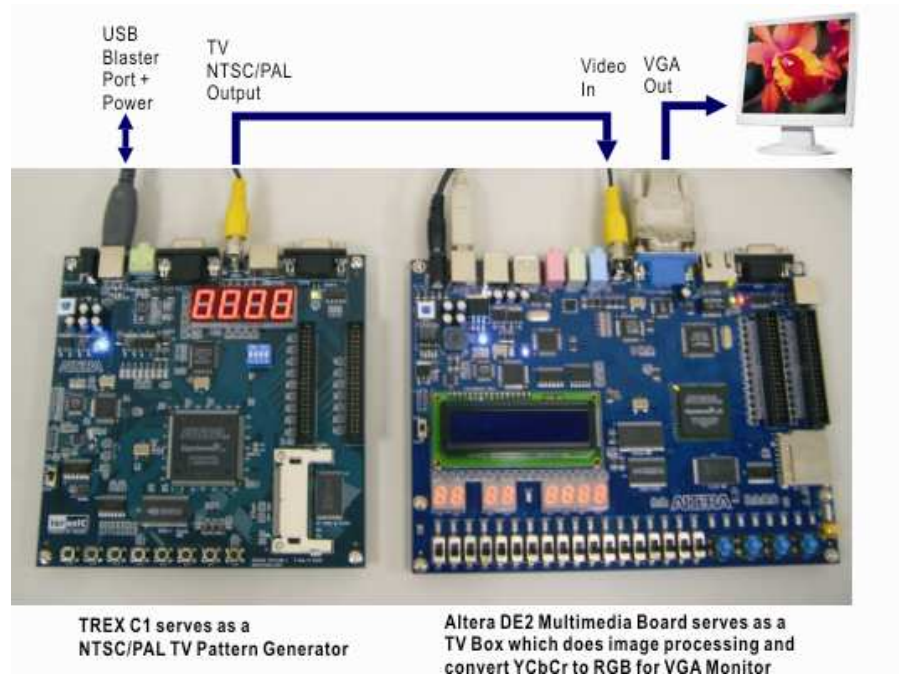 USB
Blaster
Port +
Power
TV
NTSC/PAL
Output
Video
In
VGA
Out
8888
ALTERA
ALTERA
TREX C1 serves as a
NTSC/PAL TV Pattern Generator
Altera DE2 Multimedia Board serves as a
TV Box which does image processing and
convert YCbCr to RGB for VGA Monitor